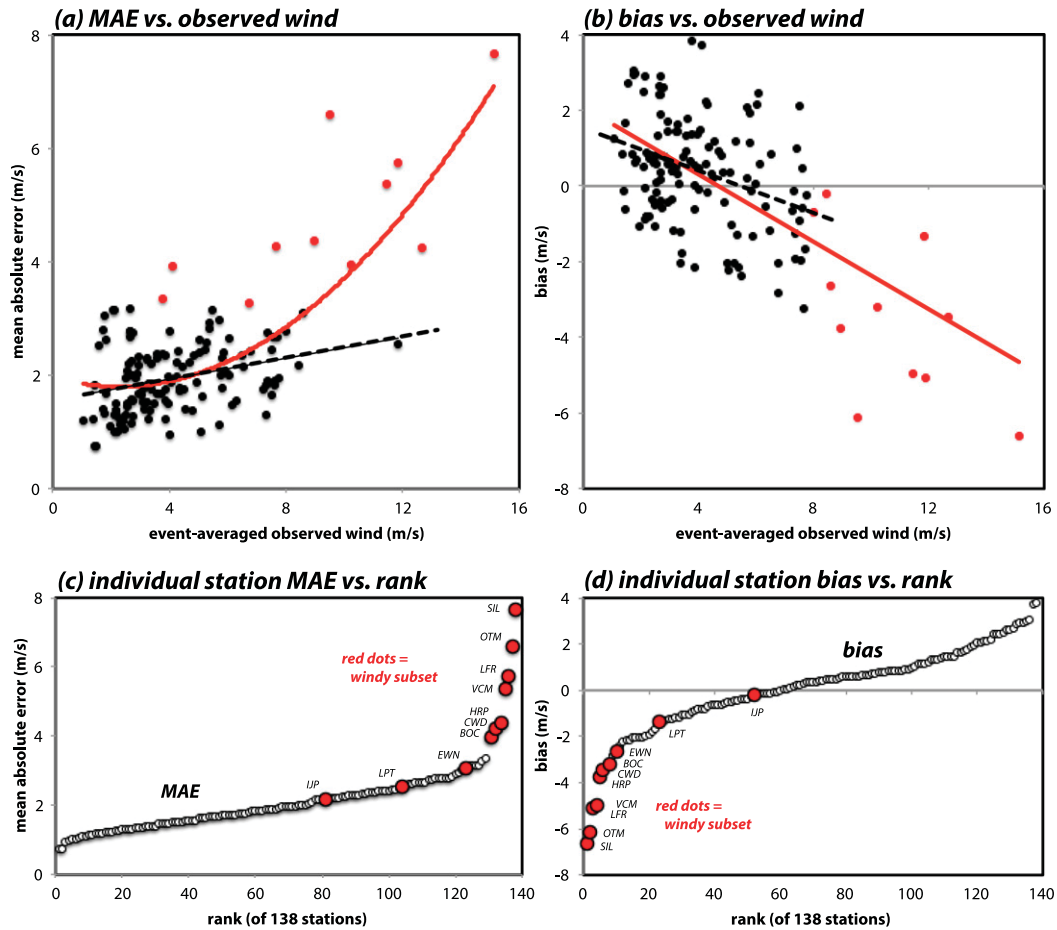 (a) MAE vs. observed wind
8
6
4
2
0
mean absolute error (m/s)
0 4 8 12 16
event-averaged observed wind (m/s)
(b) bias vs. observed wind
4
2
0
-2
-4
-6
-8
bias (m/s)
0 4 8 12 16
event-averaged observed wind (m/s)
(c) individual station MAE vs. rank
8
6
4
2
0
mean absolute error (m/s)
SIL
OTM
LFR
VCM
HRP
CWD
BOC
EWN
LPT
IJP
red dots =
windy subset
MAE
0 20 40 60 80 100 120 140
rank (of 138 stations)
(d) individual station bias vs. rank
4
2
0
-2
-4
-6
-8
bias (m/s)
bias
IJP
LPT
EWN
BOC
CWD
HRP
VCM
LFR
OTM
SIL
red dots =
windy subset
0 20 40 60 80 100 120 140
rank (of 138 stations)